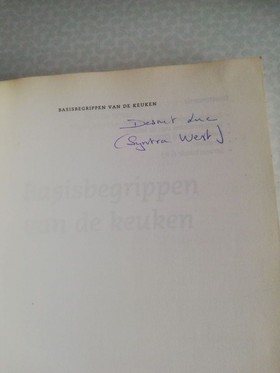 BASISBEGRIPPEN VAN DE KEUKEN
Desmet Luc
(Syntra West)
Basisbegrippen
van de keuken